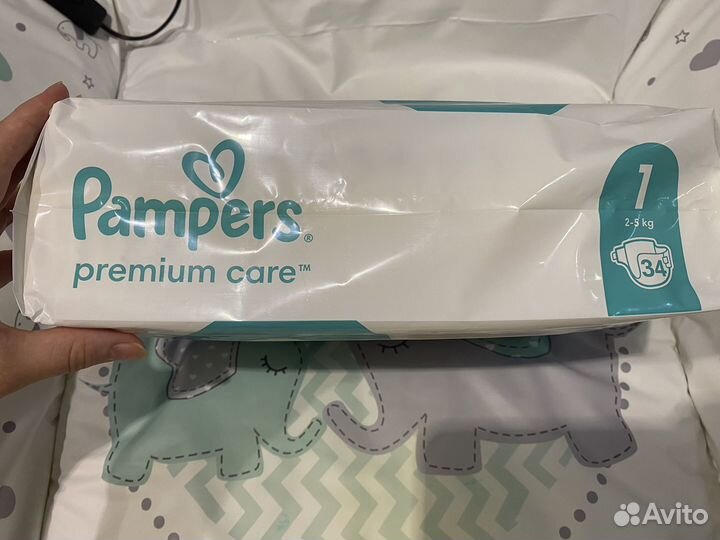 Pampers®
premium care™
1
2-5 kg
34
Avito